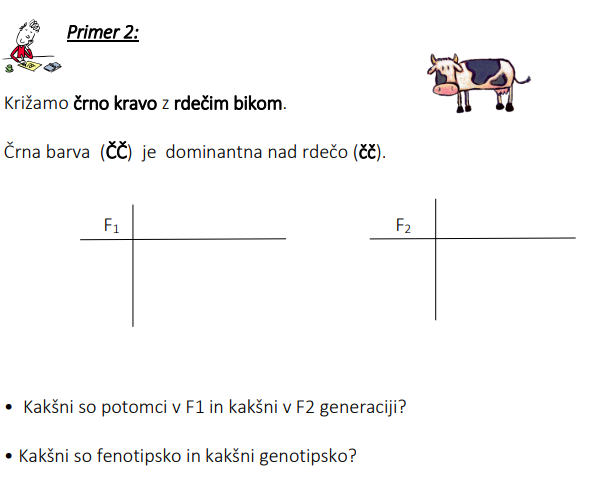 Primer 2:
Križamo črno kravo z rdečim bikom.
Črna barva (ČČ) je dominantna nad rdečo (čč).
F₁ F₂
• Kakšni so potomci v F1 in kakšni v F2 generaciji?
• Kakšni so fenotipsko in kakšni genotipsko?